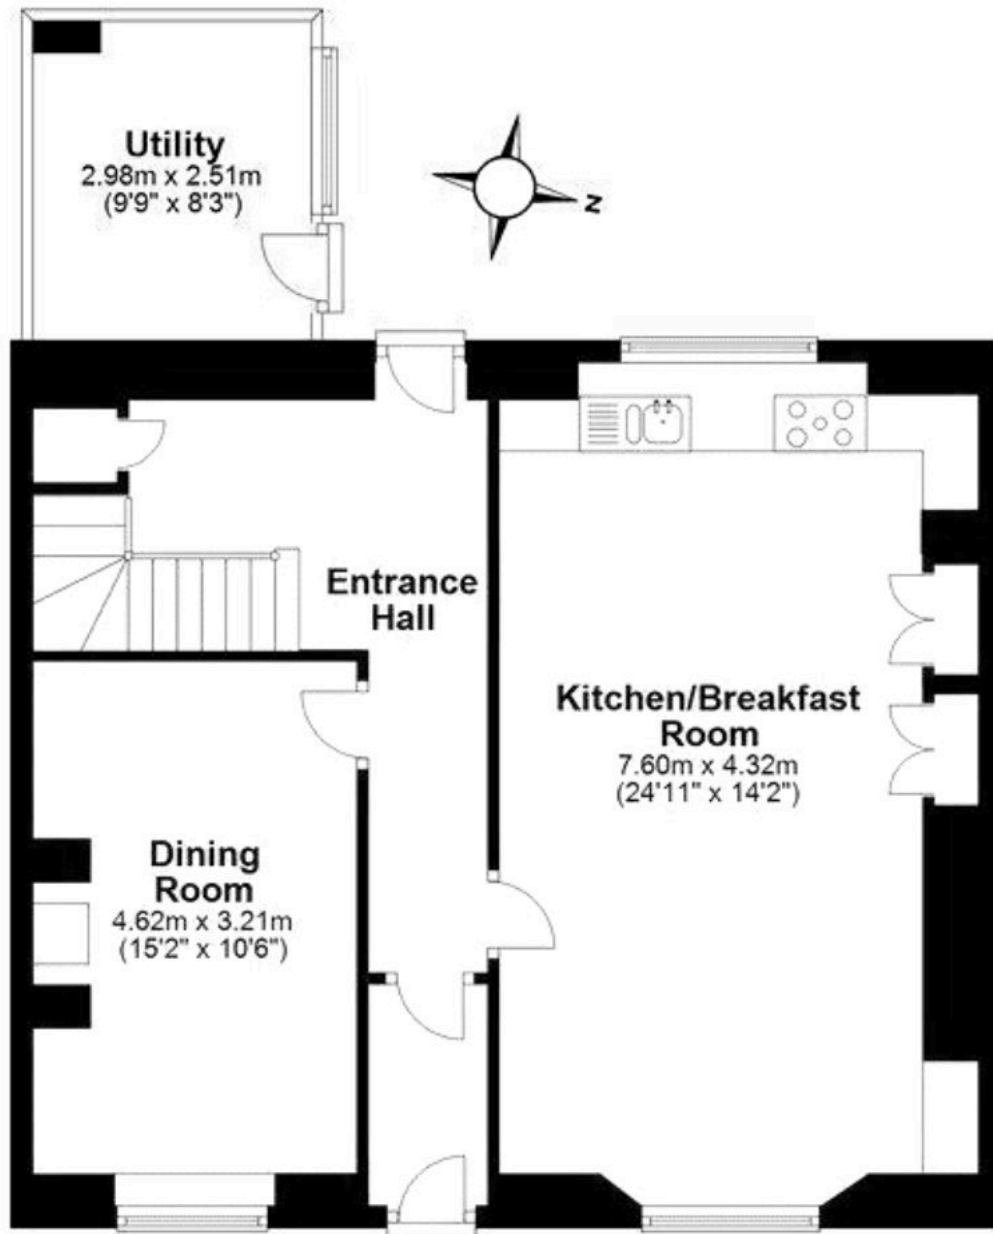 Utility
2.98m x 2.51m
(9'9" x 8'3")
N
Entrance
Hall
Kitchen/Breakfast
Room
7.60m x 4.32m
(24'11" x 14'2")
Dining
Room
4.62m x 3.21m
(15'2" x 10'6")